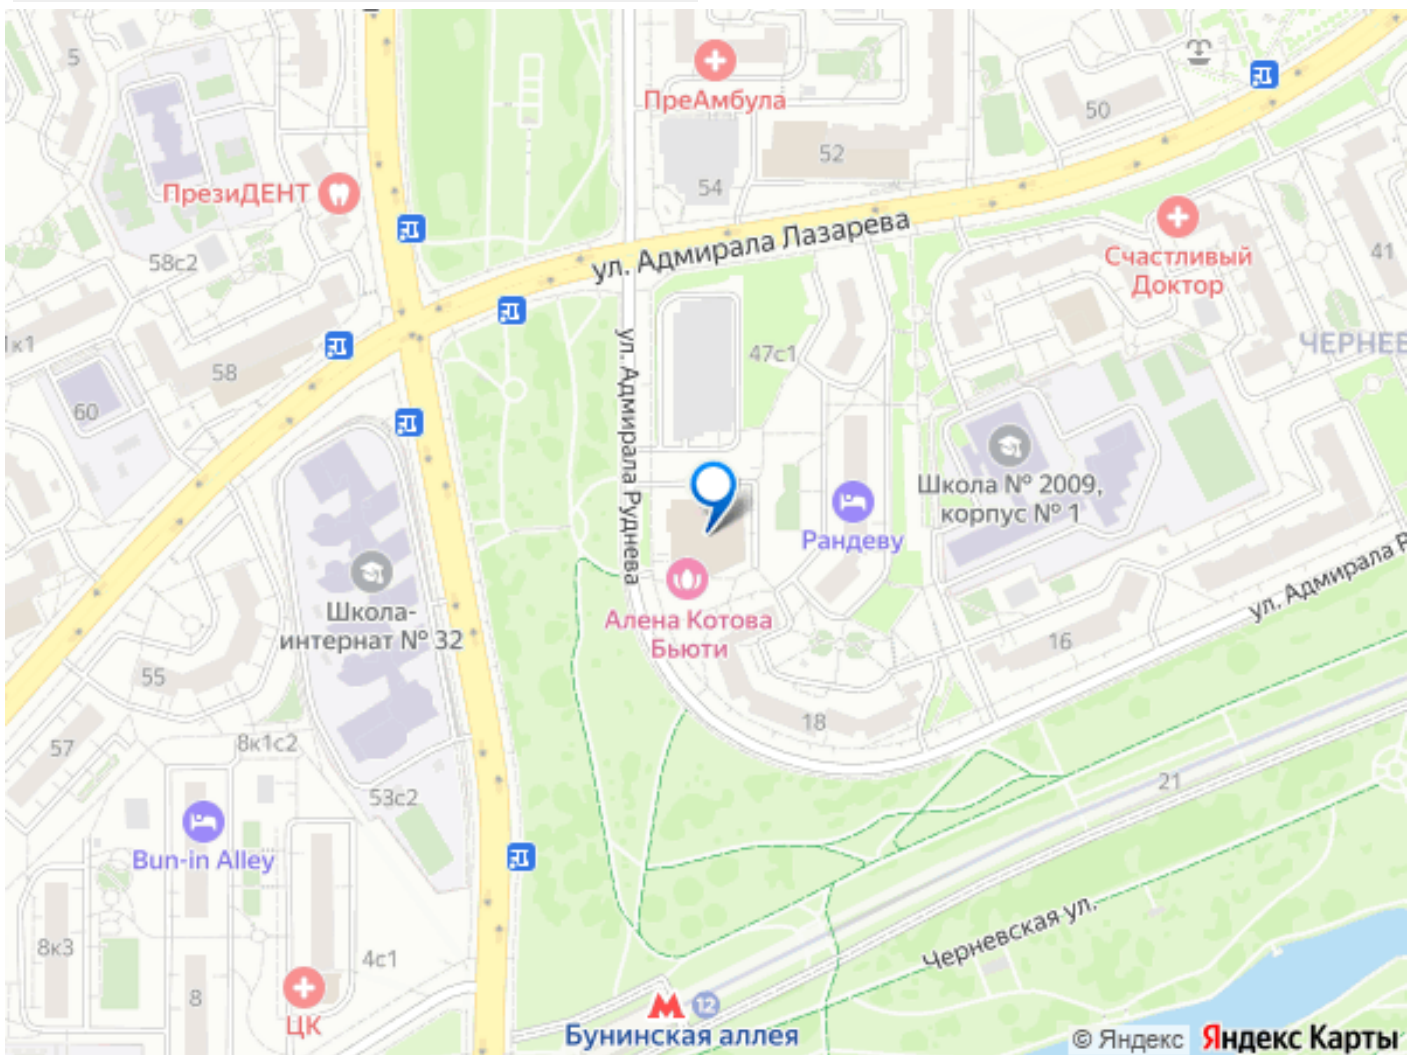 5
ПреАмбула
50
52
54
ПрезиДЕНТ
58с2
ул. Адмирала Лазарева
Счастливый
Доктор
41
1к1
58
60
47с1
ЧЕРНЕВ
ул. Адмирала Руднева
Школа № 2009,
корпус № 1
Рандеву
Школа-
интернат № 32
Алена Котова
Бьюти
ул. Адмирала Р
16
55
57
18
8к1с2
53с2
21
Bun-in Alley
8к3
4с1
8
ЦК
Черневская ул.
М 12
Бунинская аллея
© Яндекс Яндекс Карты